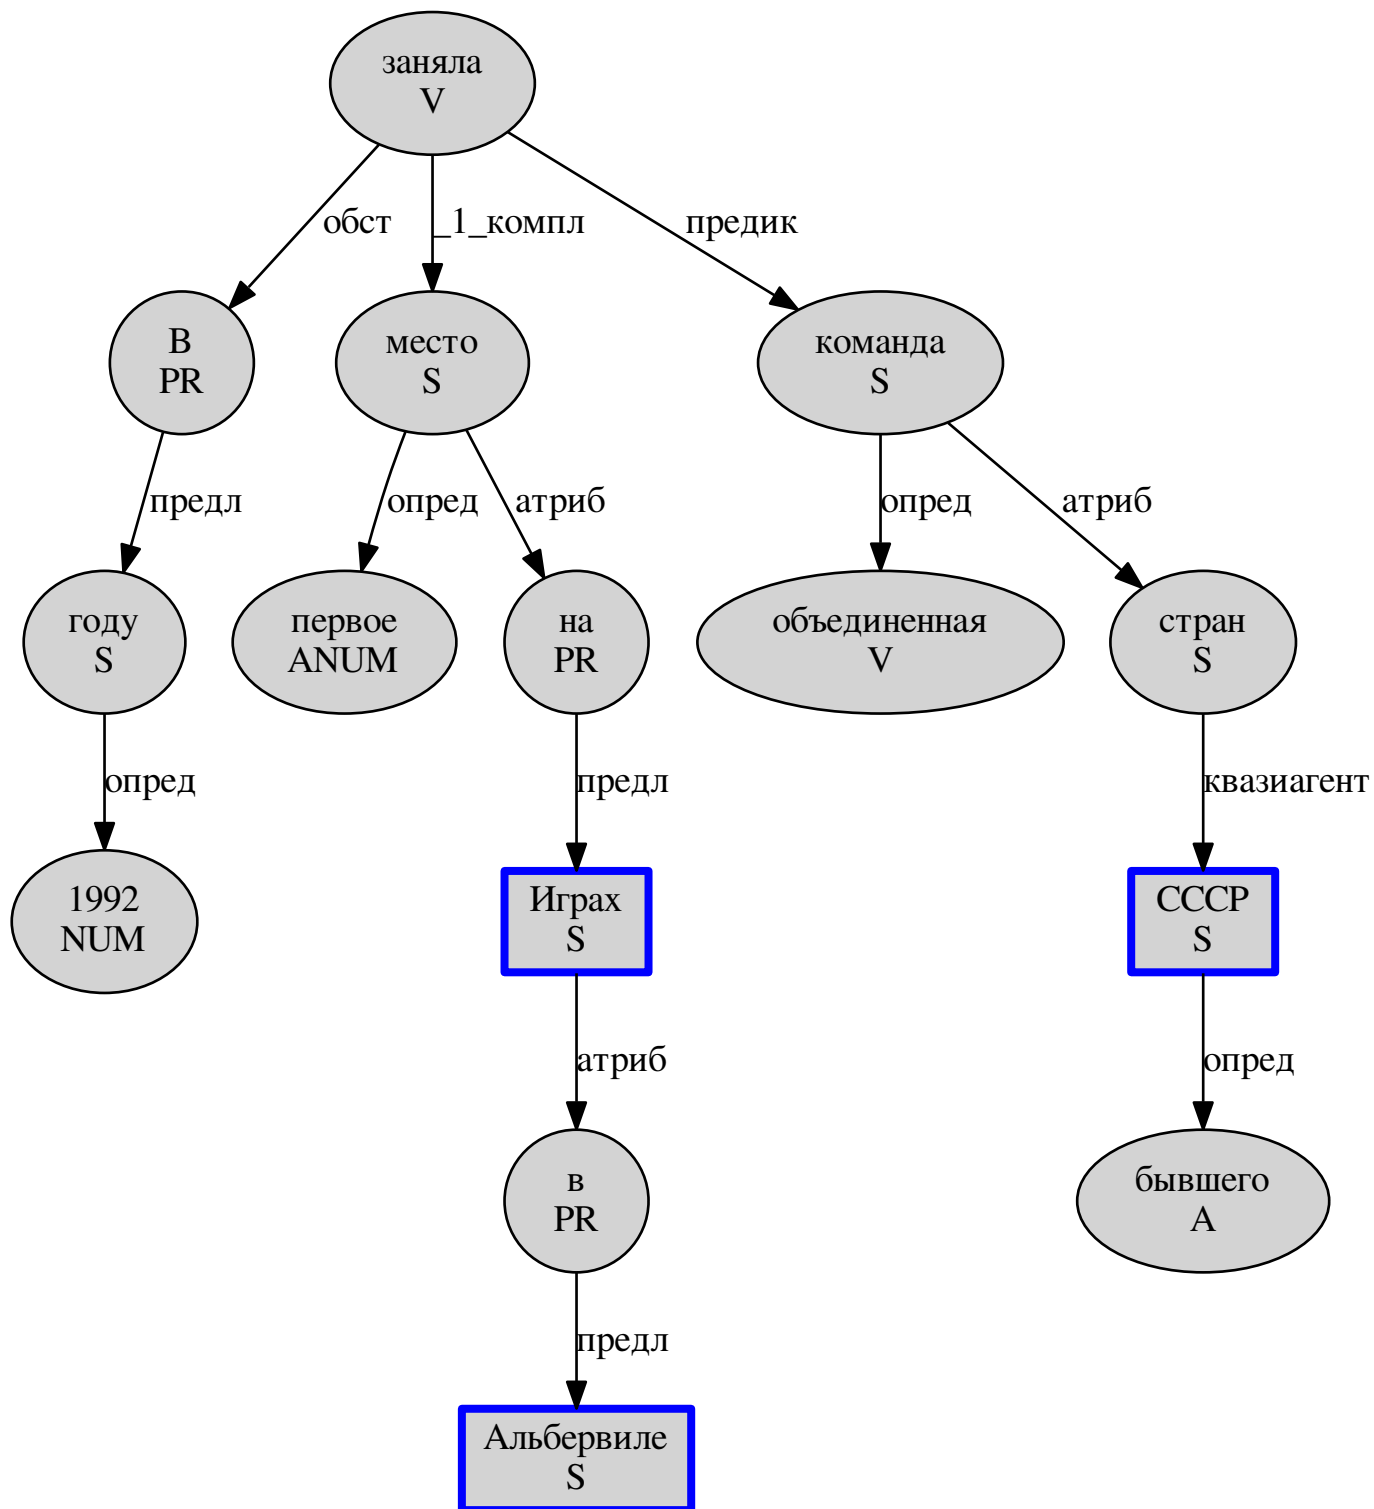 заняла
V
обст
_1_компл
предик
В
PR
место
S
команда
S
предл
опред
атриб
опред
атриб
году
S
первое
ANUM
на
PR
объединенная
V
стран
S
опред
предл
квазиагент
1992
NUM
Играх
S
СССР
S
атриб
опред
в
PR
бывшего
A
предл
Альбервиле
S